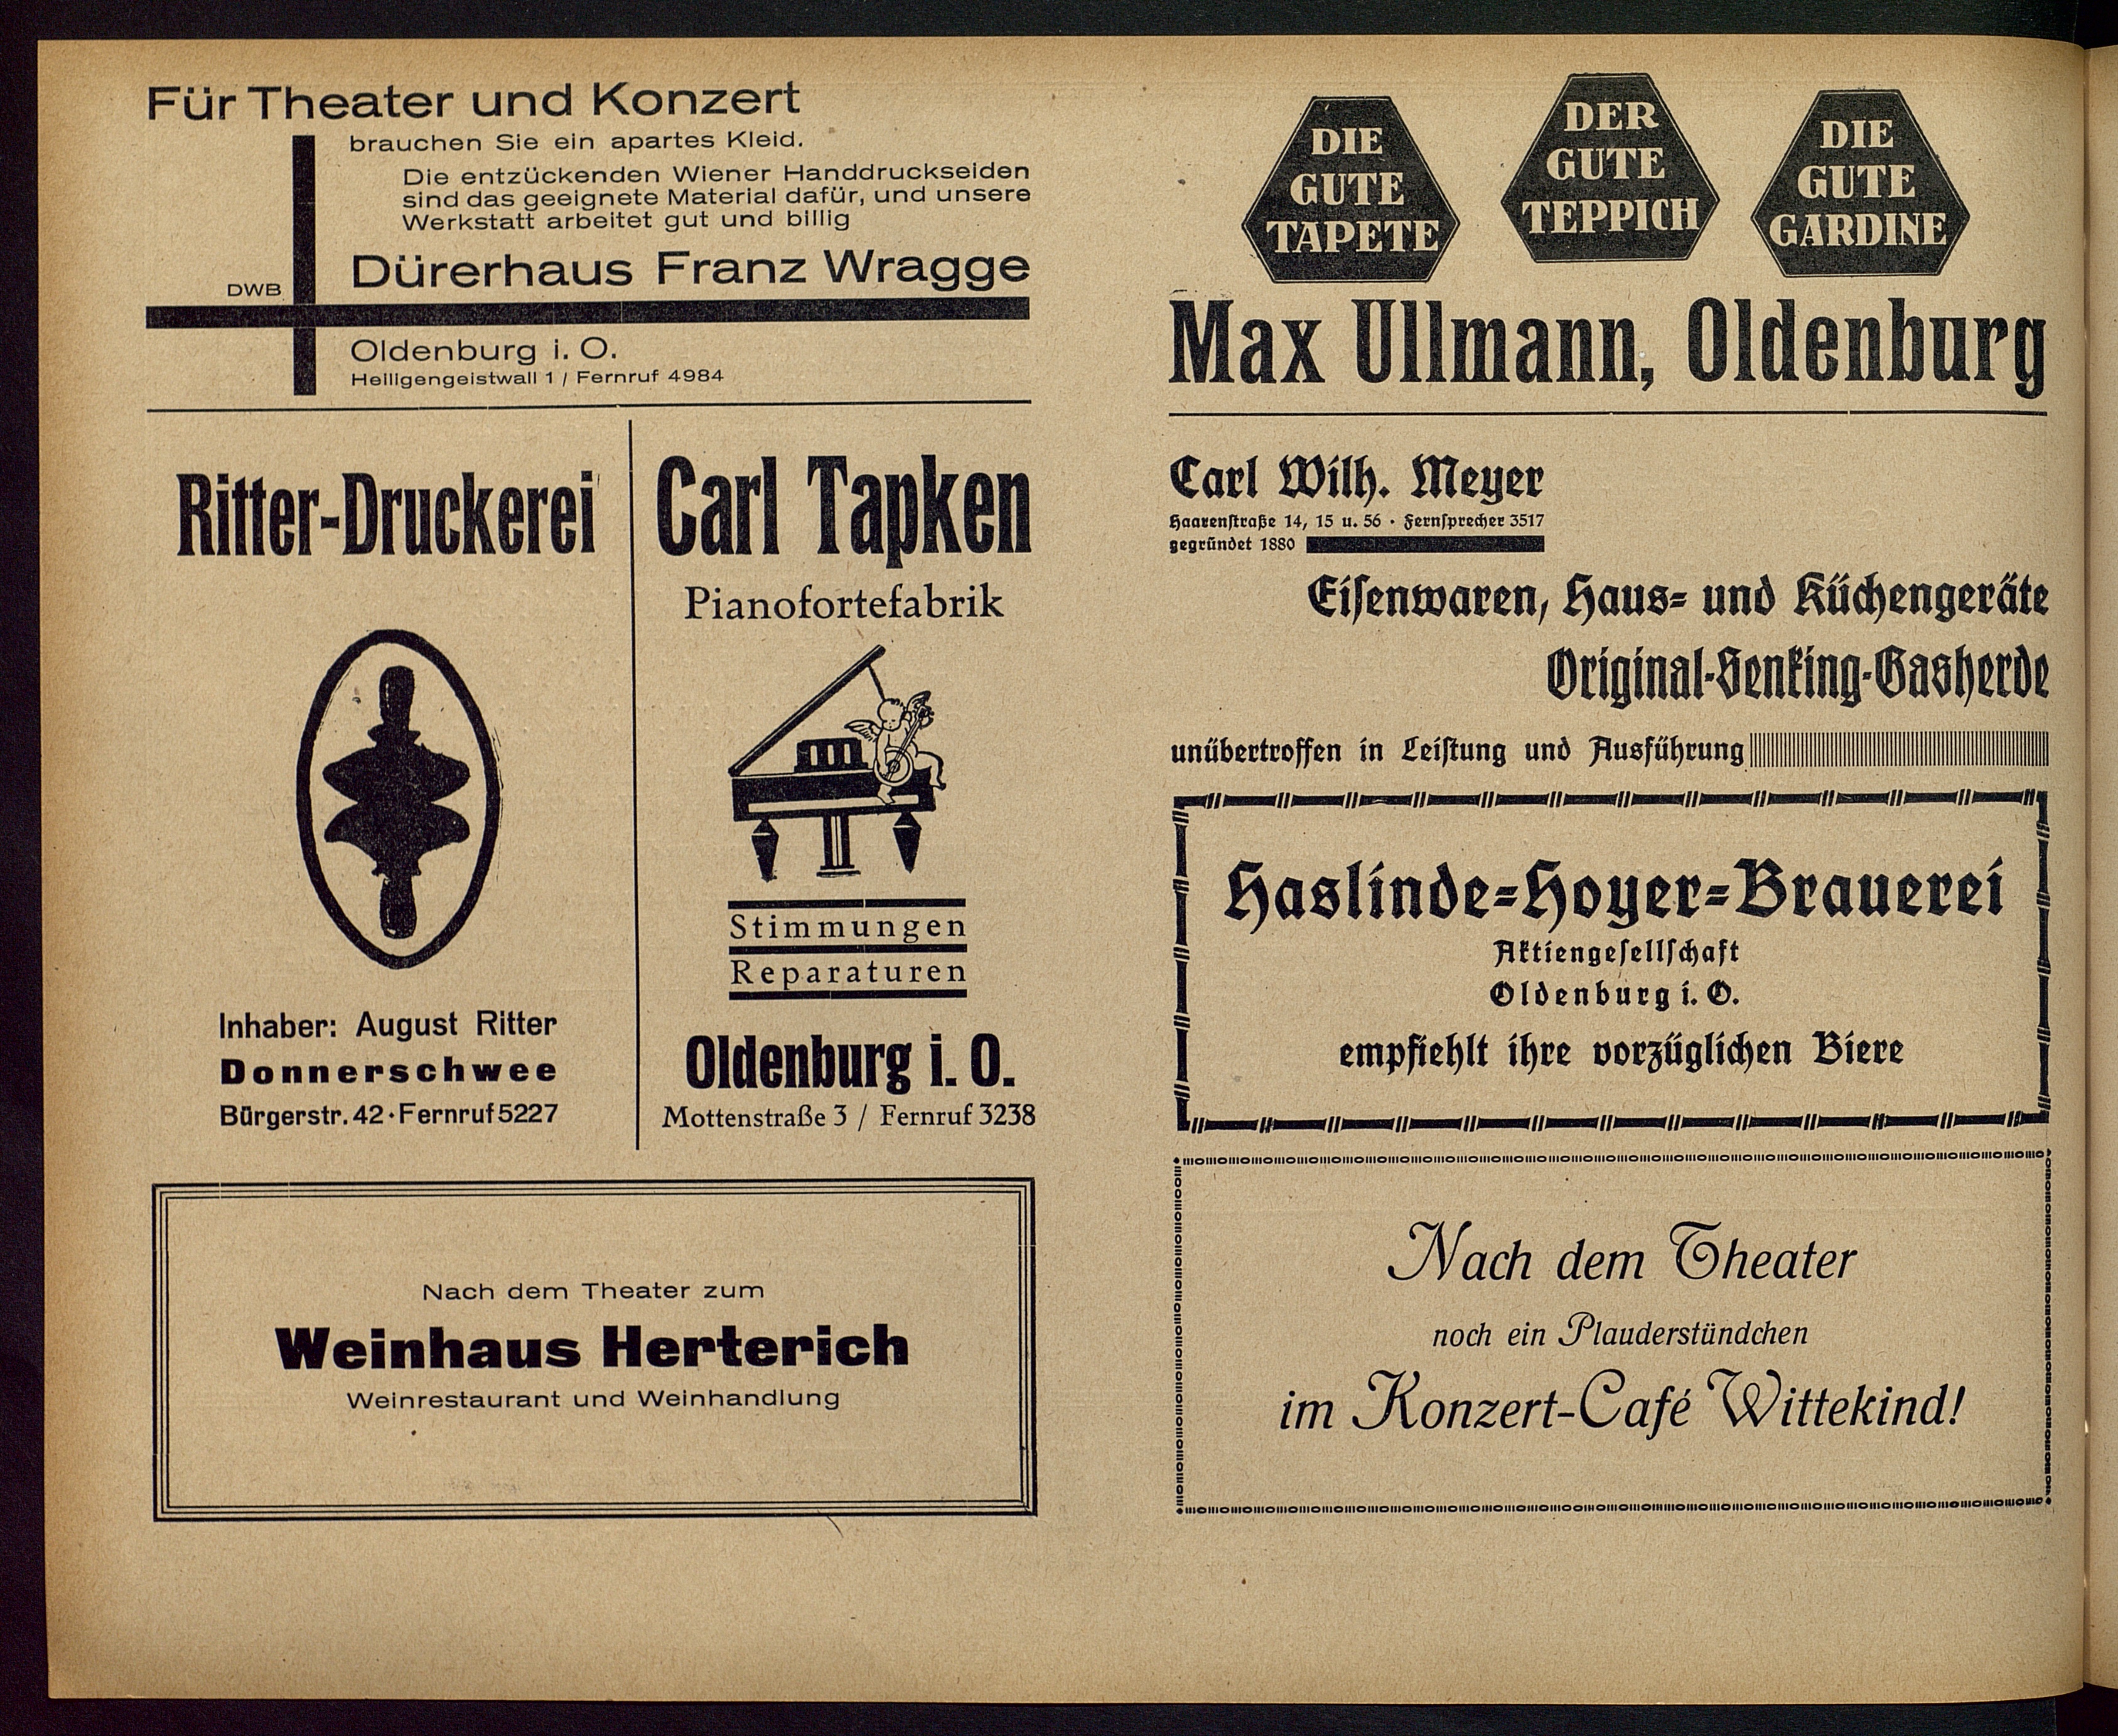 Für Theater und Konzert
brauchen Sie ein apartes Kleid.
Die entzückenden Wiener Handdruckseiden
sind das geeignete Material dafür, und unsere
Werkstatt arbeitet gut und billig
Dürerhaus Franz Wragge
DWB
Oldenburg i. O.
Heiligengeistwall 1 / Fernruf 4984
Ritter-Druckerei
Inhaber: August Ritter
Donnerschwee
Bürgerstr. 42 · Fernruf 5227
Carl Tapken
Pianofortefabrik
Stimmungen
Reparaturen
Oldenburg i. O.
Mottenstraße 3 / Fernruf 3238
Nach dem Theater zum
Weinhaus Herterich
Weinrestaurant und Weinhandlung
DIE
GUTE
TAPETE
DER
GUTE
TEPPICH
DIE
GUTE
GARDINE
Max Ullmann, Oldenburg
Carl Wilh. Meyer
Haarenſtraße 14, 15 u. 56 · Fernſprecher 3517
gegründet 1880
Eiſenwaren, Haus- und Küchengeräte
Original-Senking-Gasherde
unübertroffen in Leiſtung und Ausführung
Haslinde-Hoyer-Brauerei
Aktiengeſellſchaft
Oldenburg i. O.
empfiehlt ihre vorzüglichen Biere
Nach dem Theater
noch ein Plauderstündchen
im Konzert-Café Wittekind!